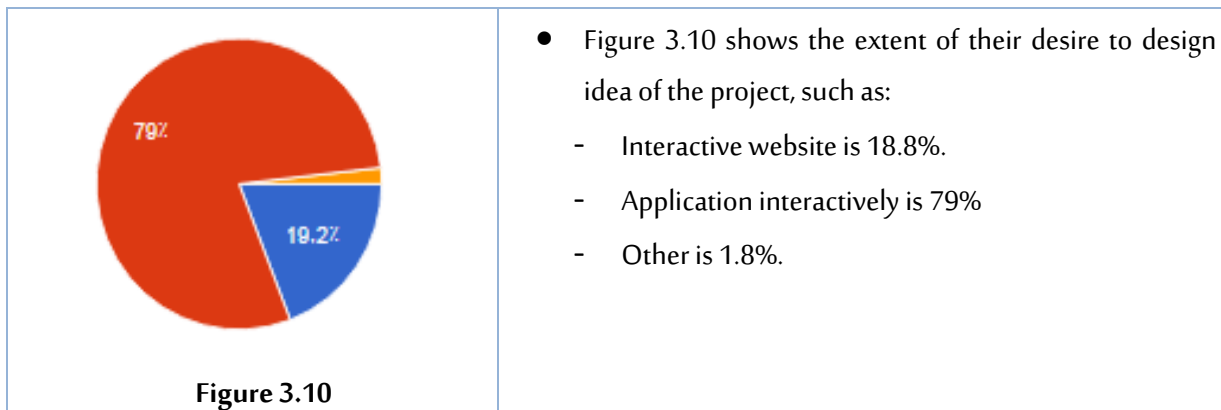 79%
19.2%
Figure 3.10
● Figure 3.10 shows the extent of their desire to design
idea of the project, such as:
- Interactive website is 18.8%.
- Application interactively is 79%
- Other is 1.8%.